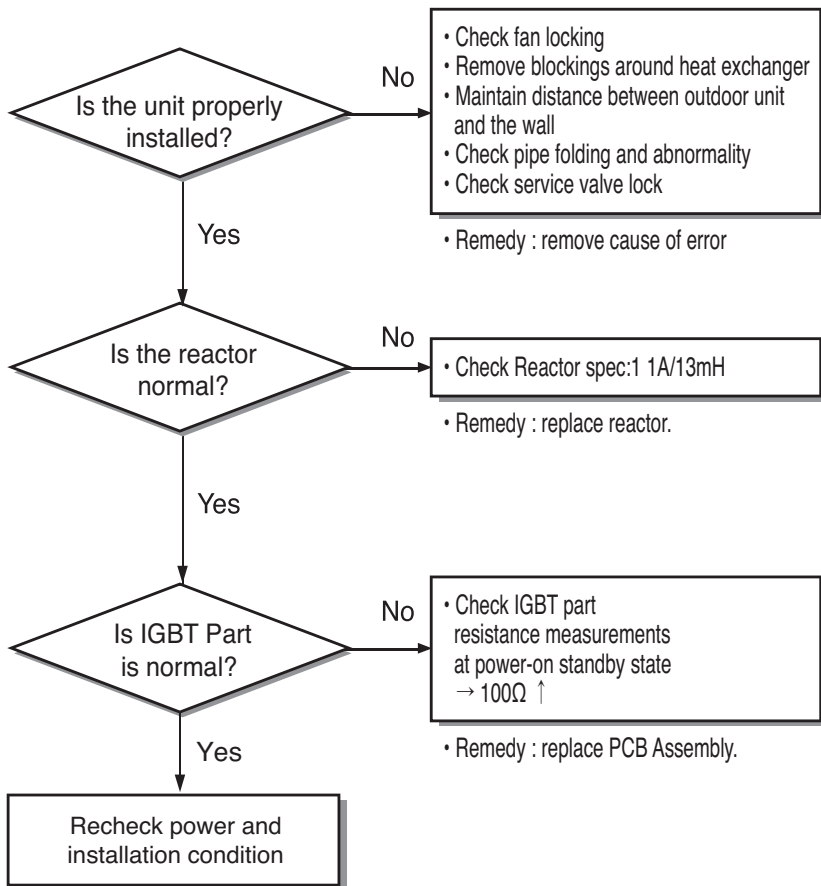 Is the unit properly
installed?
No
• Check fan locking
• Remove blockings around heat exchanger
• Maintain distance between outdoor unit
and the wall
• Check pipe folding and abnormality
• Check service valve lock
• Remedy : remove cause of error
Yes
Is the reactor
normal?
No
• Check Reactor spec:1 1A/13mH
• Remedy : replace reactor.
Yes
Is IGBT Part
is normal?
No
• Check IGBT part
resistance measurements
at power-on standby state
→ 100Ω ↑
• Remedy : replace PCB Assembly.
Yes
Recheck power and
installation condition